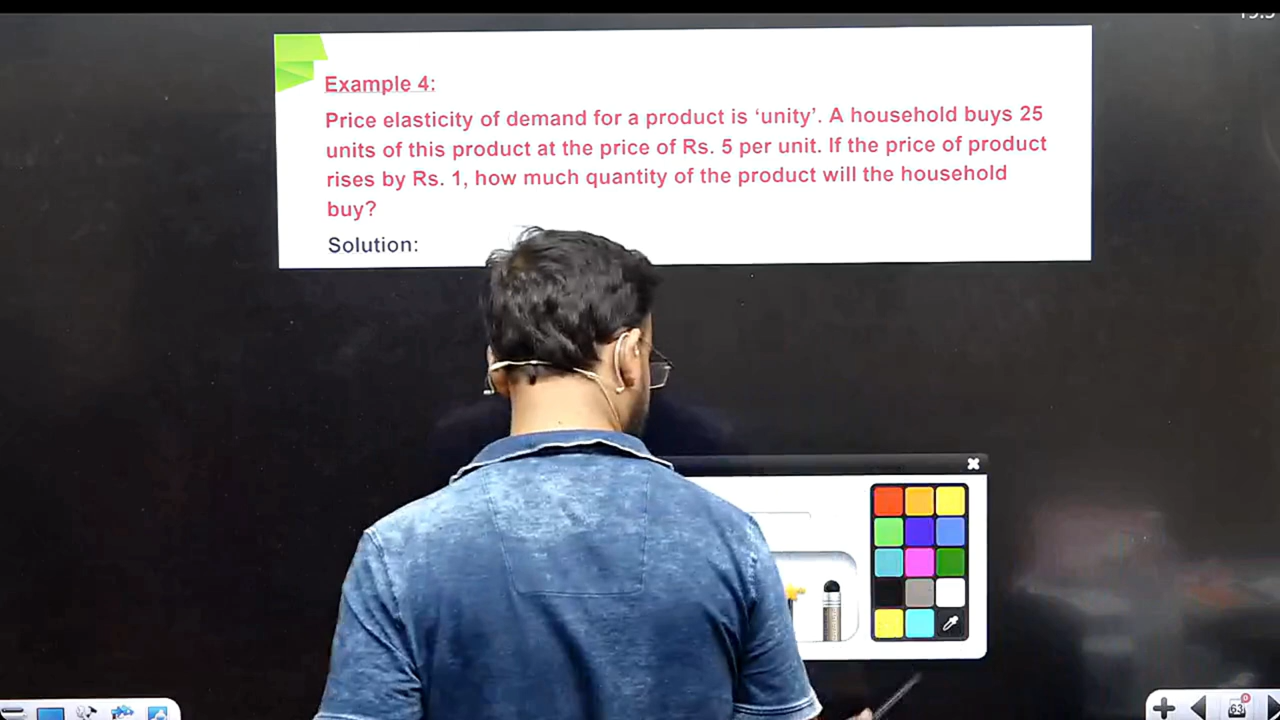 Example 4:
Price elasticity of demand for a product is ‘unity’. A household buys 25
units of this product at the price of Rs. 5 per unit. If the price of product
rises by Rs. 1, how much quantity of the product will the household
buy?
Solution:
63